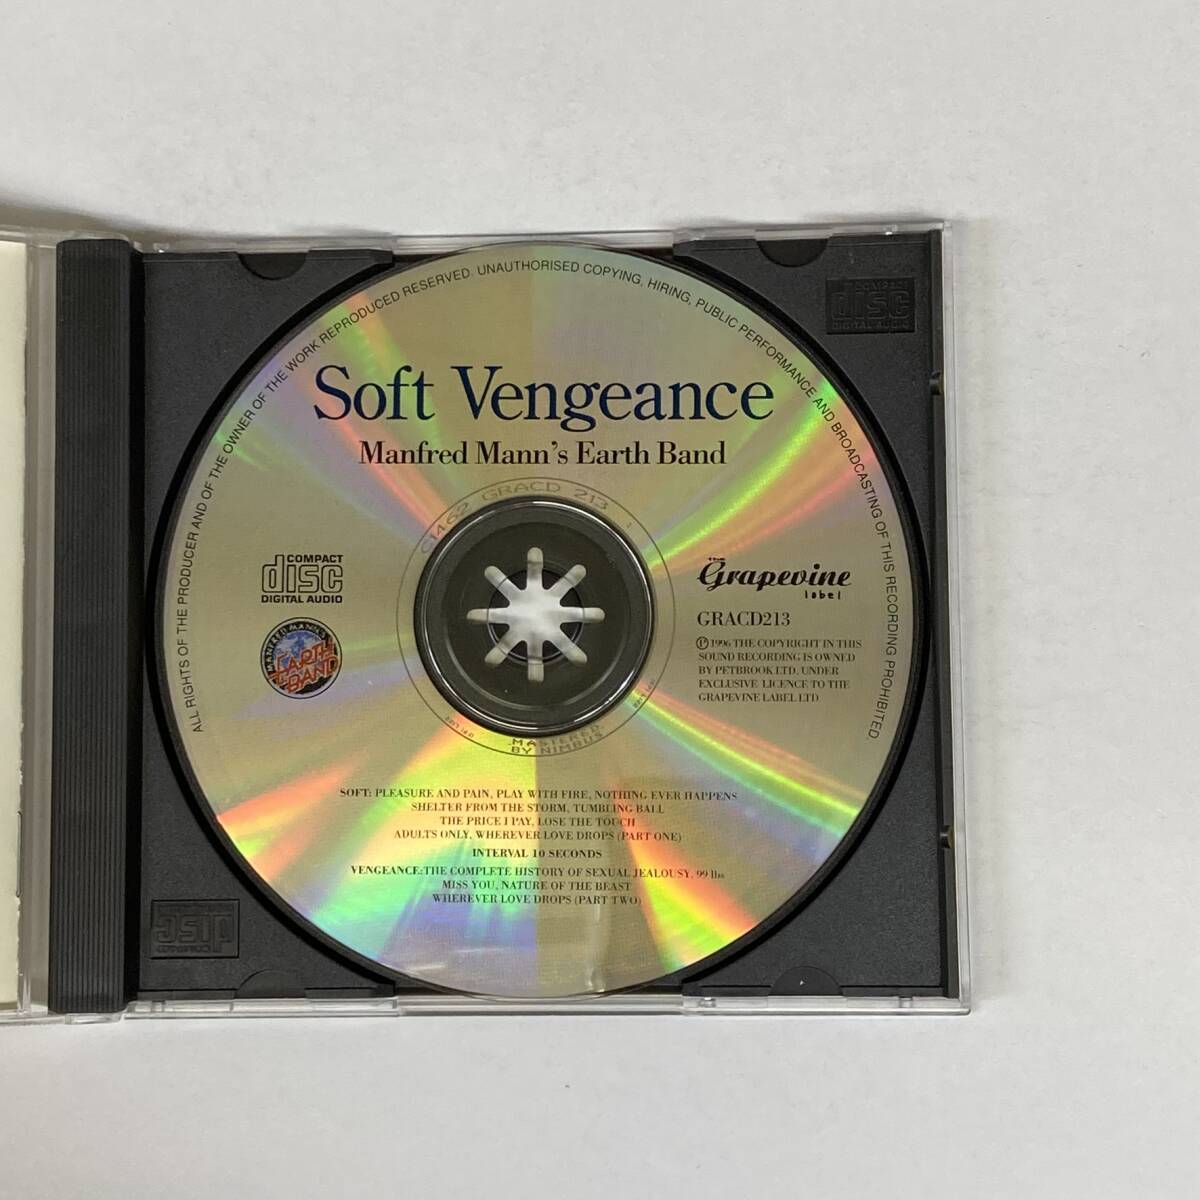 ALL RIGHTS OF THE PRODUCER AND OF THE OWNER OF THE WORK REPRODUCED RESERVED. UNAUTHORISED COPYING, HIRING, PUBLIC PERFORMANCE AND BROADCASTING OF THIS RECORDING PROHIBITED.
COMPACT
disc
DIGITAL AUDIO
Soft Vengeance
Manfred Mann's Earth Band
G1462 GRACD 213
COMPACT
disc
DIGITAL AUDIO
the
Grapevine
label
GRACD213
MANFRED MANN'S
EARTH
BAND
℗1996 THE COPYRIGHT IN THIS
SOUND RECORDING IS OWNED
BY PETBROOK LTD. UNDER
EXCLUSIVE LICENCE TO THE
GRAPEVINE LABEL LTD
MASTERED
BY NIMBUS
SOFT: PLEASURE AND PAIN, PLAY WITH FIRE, NOTHING EVER HAPPENS
SHELTER FROM THE STORM, TUMBLING BALL
THE PRICE I PAY, LOSE THE TOUCH
ADULTS ONLY, WHEREVER LOVE DROPS (PART ONE)
INTERVAL 10 SECONDS
VENGEANCE: THE COMPLETE HISTORY OF SEXUAL JEALOUSY, 99 lbs
MISS YOU, NATURE OF THE BEAST
WHEREVER LOVE DROPS (PART TWO)
COMPACT
disc